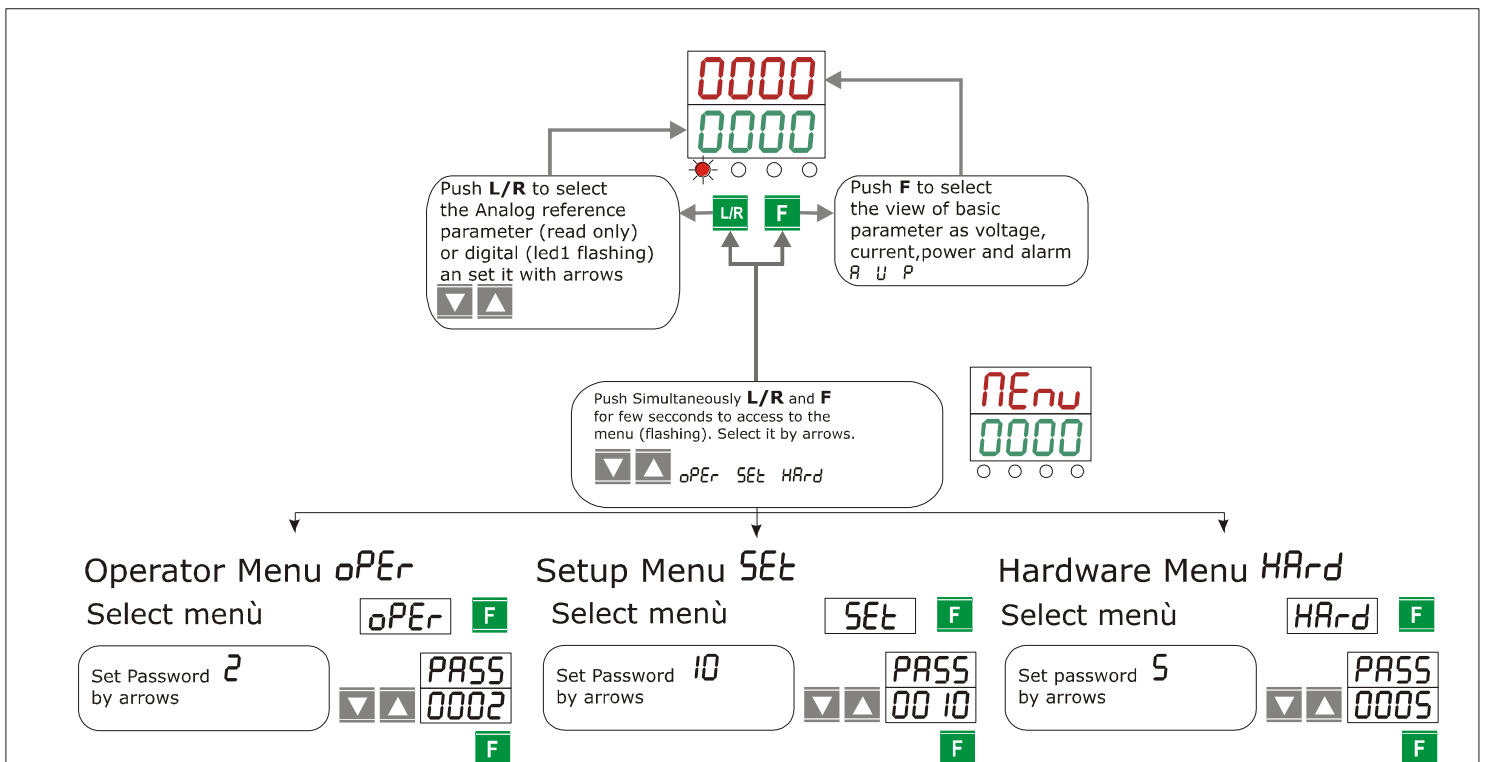 0000
0000
Push L/R to select
the Analog reference
parameter (read only)
or digital (led1 flashing)
an set it with arrows
L/R
F
Push F to select
the view of basic
parameter as voltage,
current,power and alarm
A U P
Push Simultaneously L/R and F
for few secconds to access to the
menu (flashing). Select it by arrows.
oPEr SEt HArd
MEnu
0000
Operator Menu oPEr
Select menù
oPEr
F
Set Password 2
by arrows
PASS
0002
F
Setup Menu SEt
Select menù
SEt
F
Set Password 10
by arrows
PASS
0010
F
Hardware Menu HArd
Select menù
HArd
F
Set password 5
by arrows
PASS
0005
F